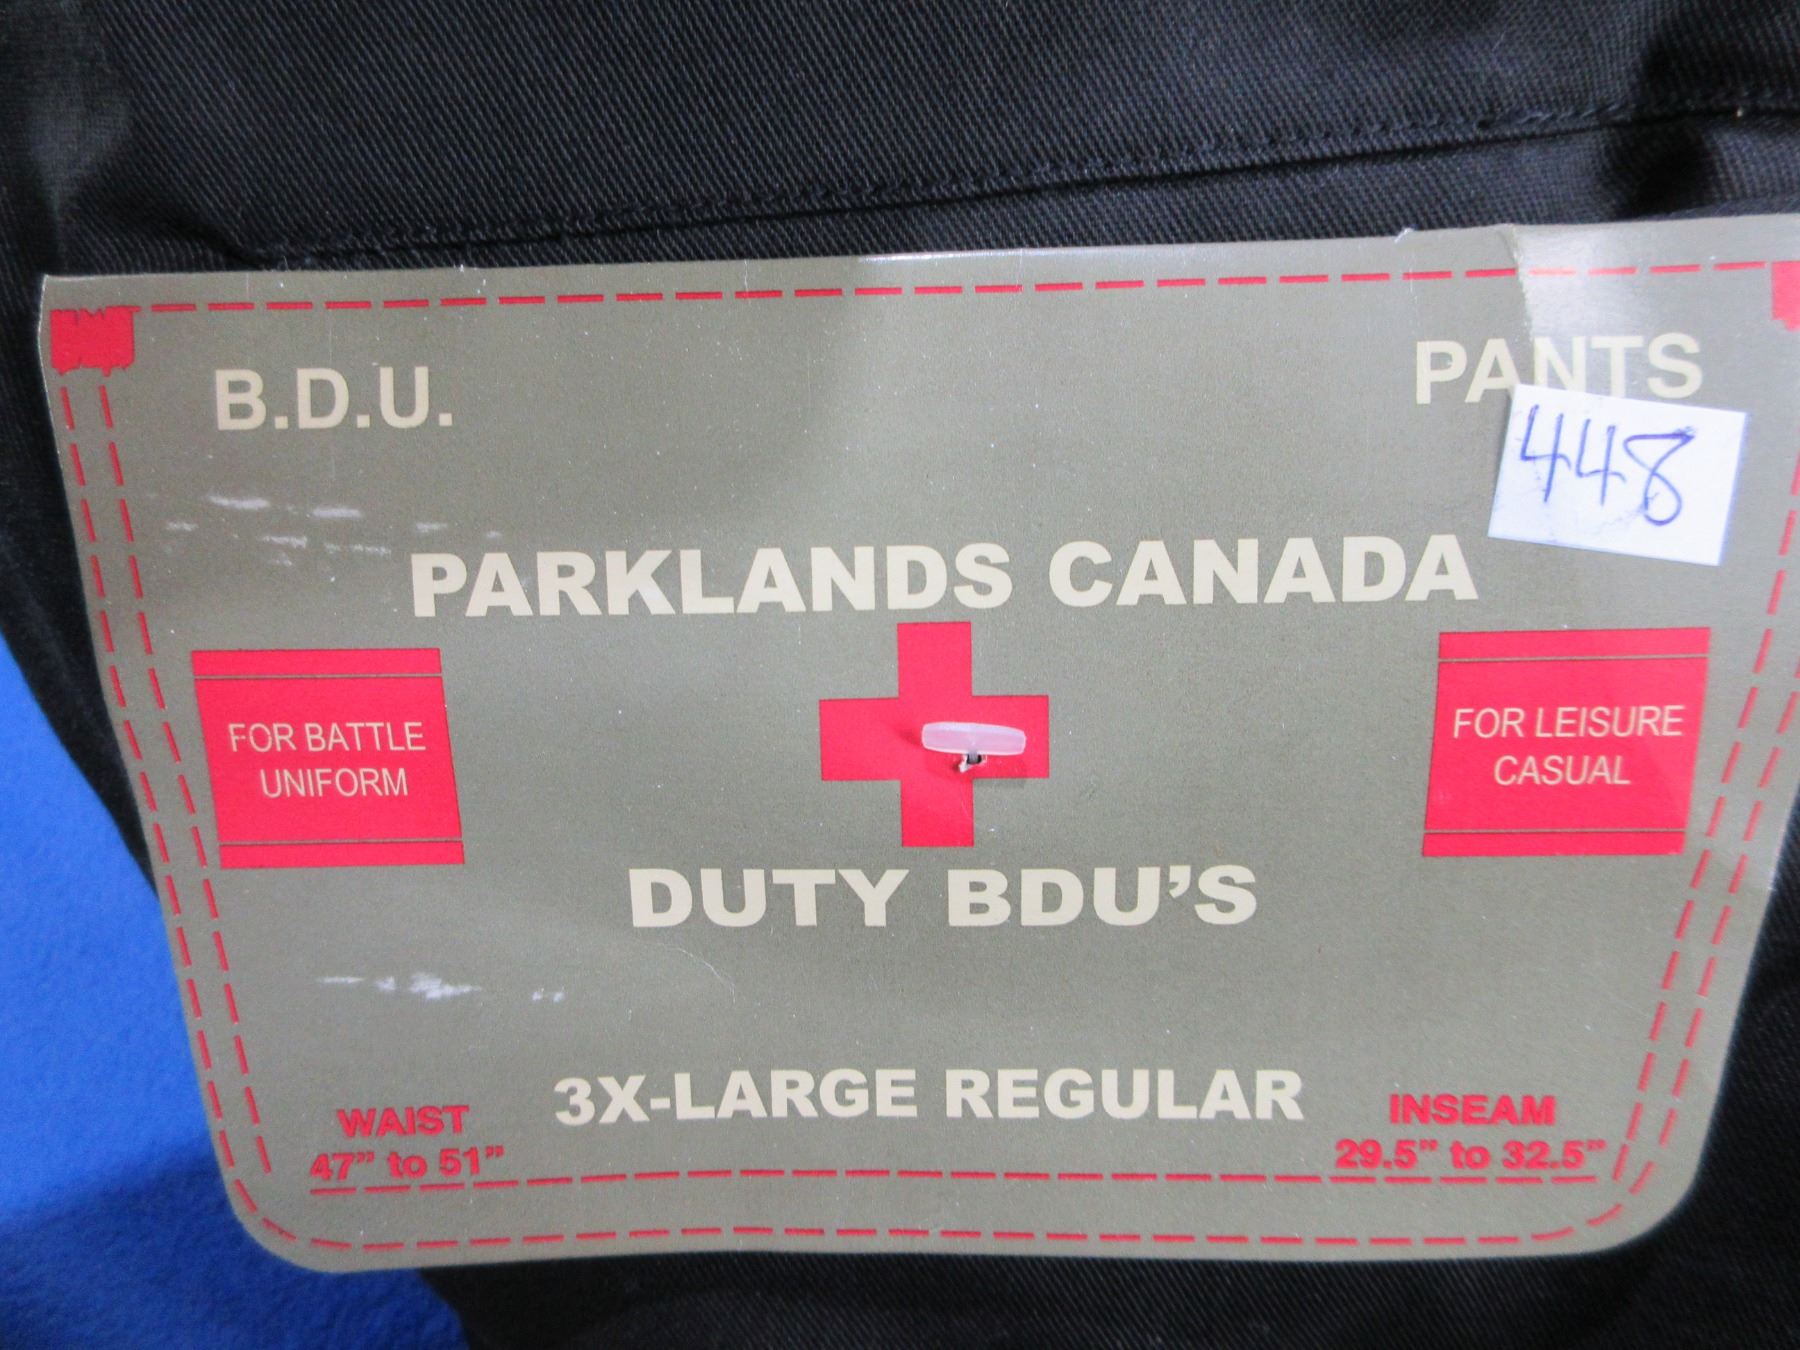 B.D.U.
PANTS
448
PARKLANDS CANADA
FOR BATTLE
UNIFORM
FOR LEISURE
CASUAL
DUTY BDU'S
3X-LARGE REGULAR
WAIST
47" to 51"
INSEAM
29.5" to 32.5"